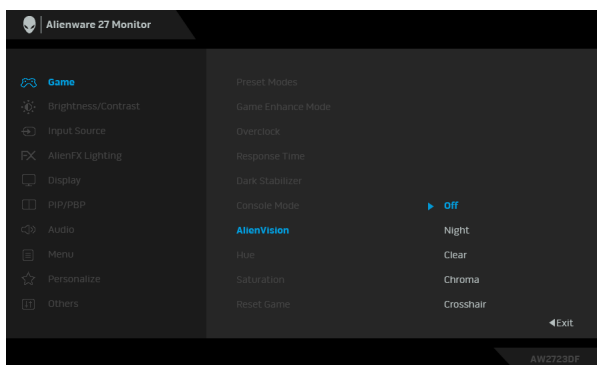 Alienware 27 Monitor
Game
Brightness/Contrast
Input Source
FX AlienFX Lighting
Display
PIP/PBP
Audio
Menu
Personalize
Others
Preset Modes
Game Enhance Mode
Overclock
Response Time
Dark Stabilizer
Console Mode
AlienVision
Hue
Saturation
Reset Game
Off
Night
Clear
Chroma
Crosshair
Exit
AW2723DF